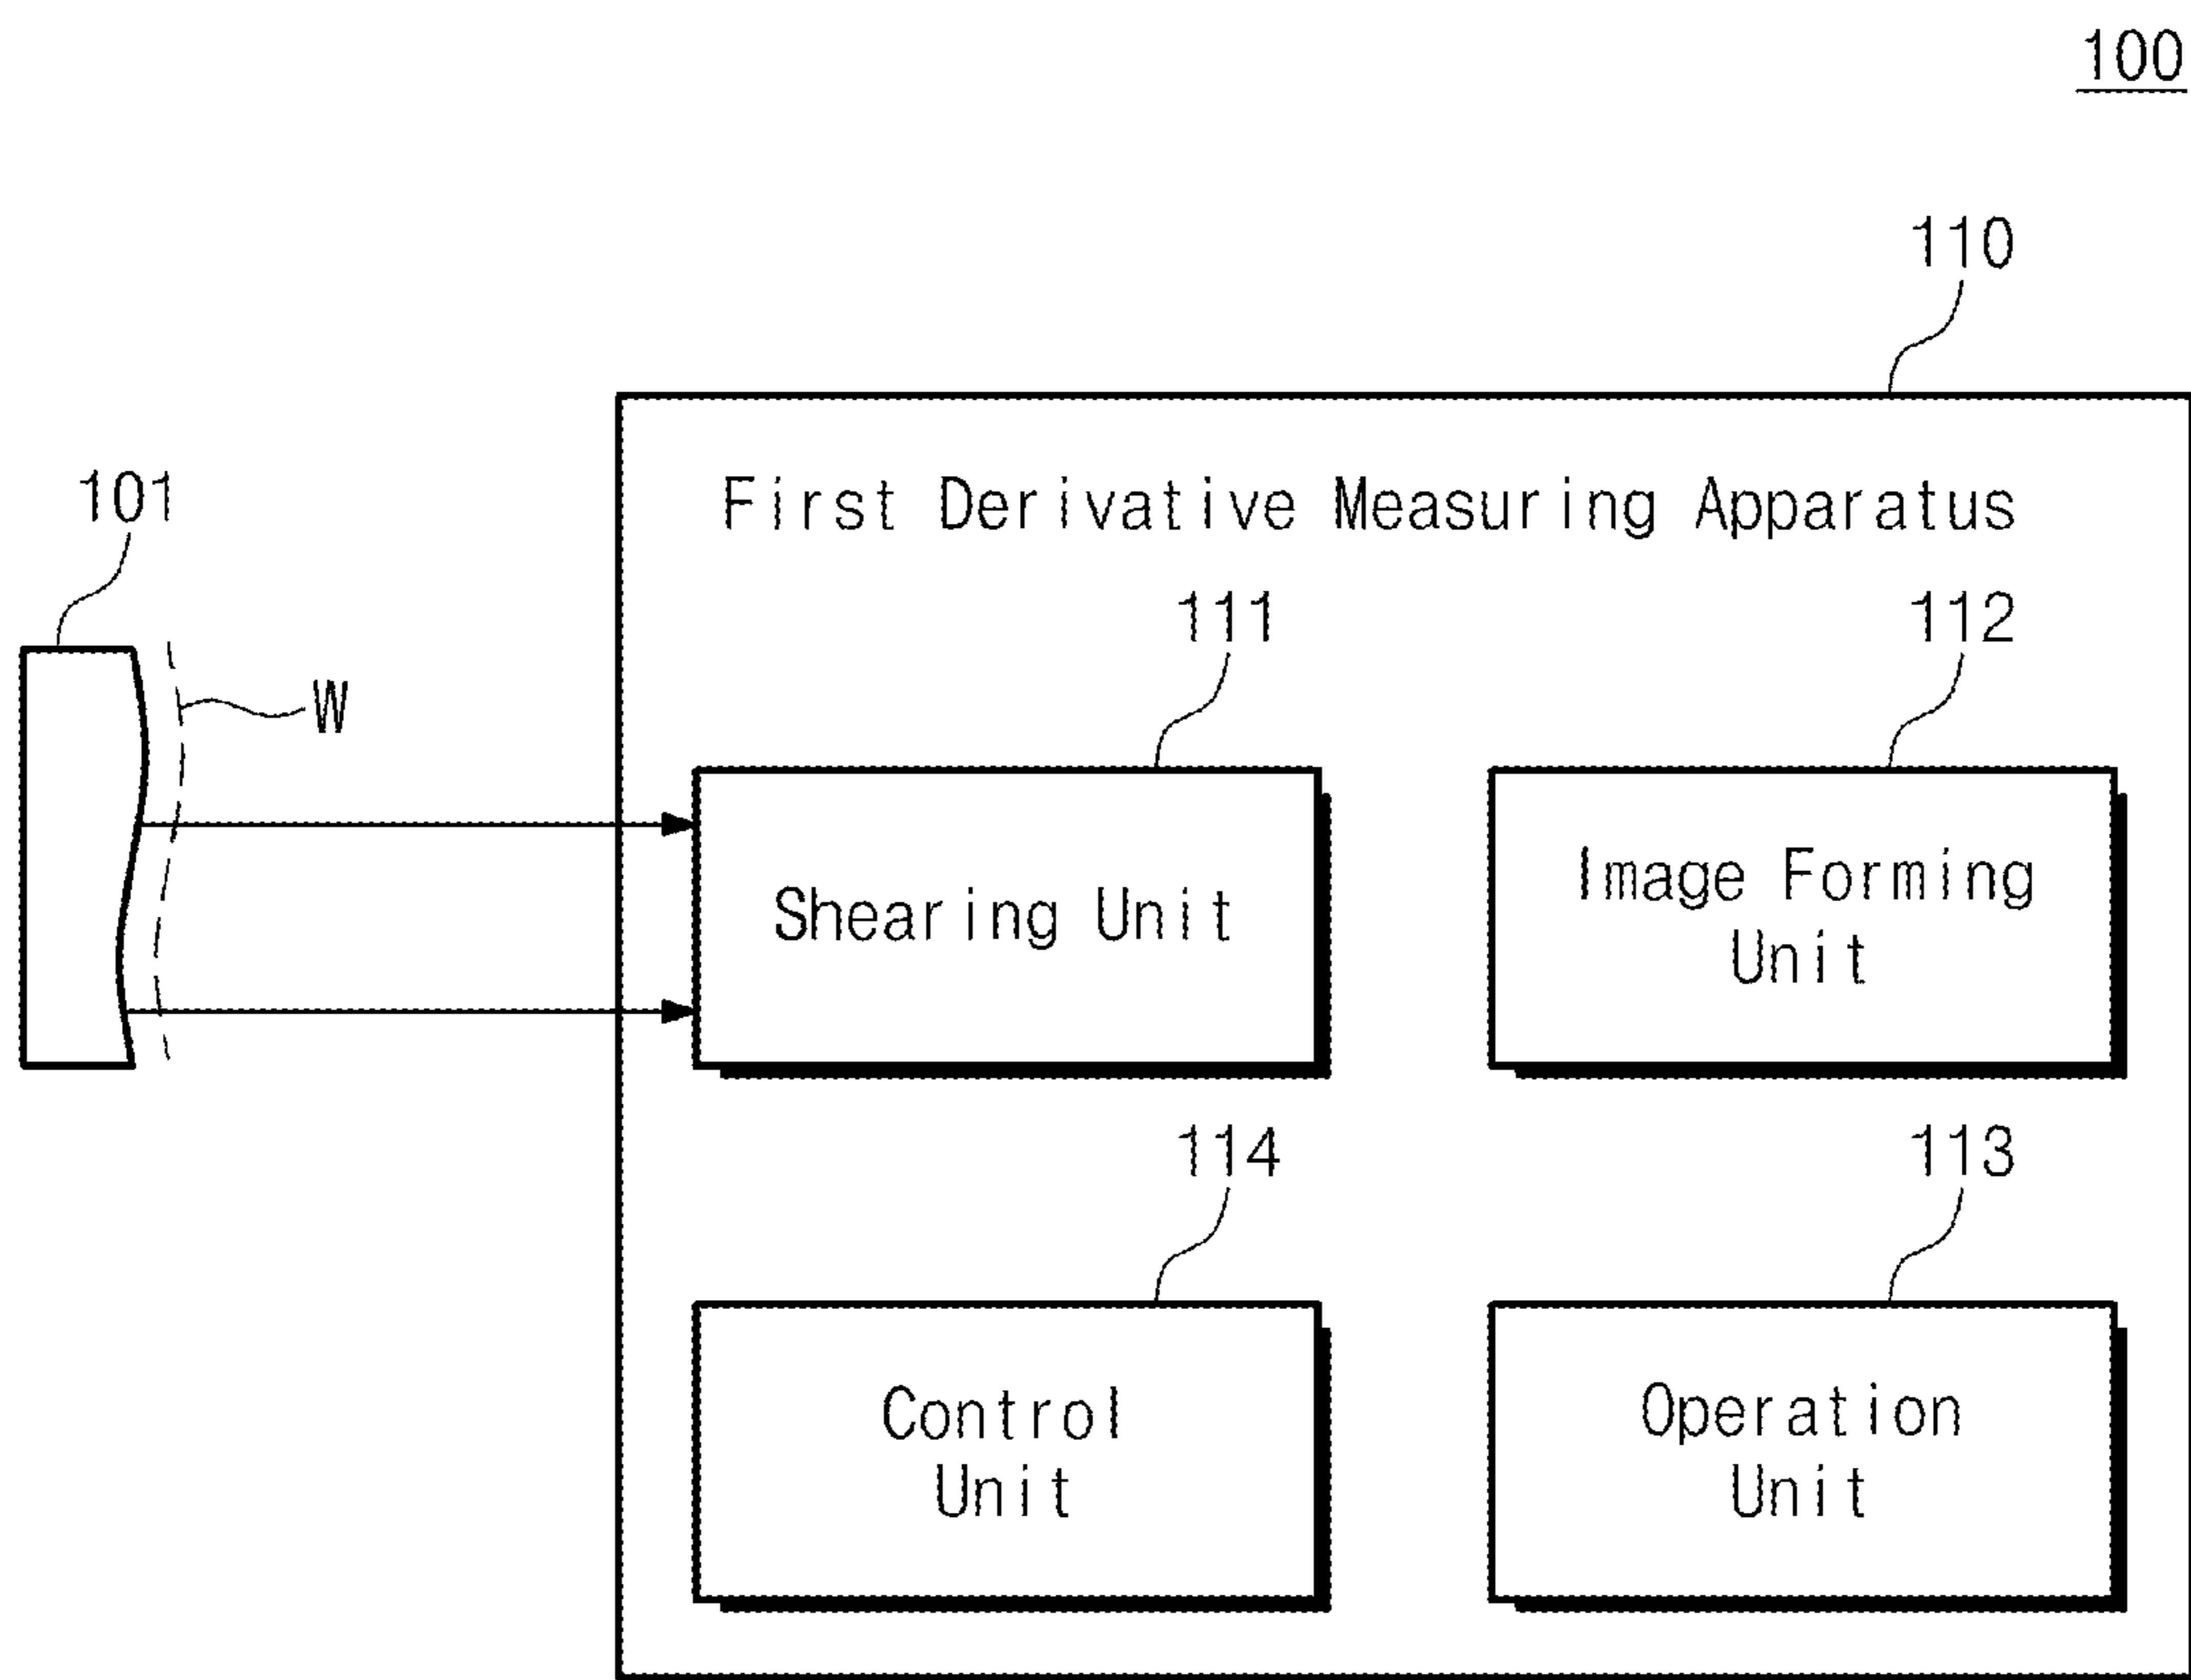 100
110
101
First Derivative Measuring Apparatus
111
112
W
Shearing Unit
Image Forming
Unit
114
113
Control
Unit
Operation
Unit